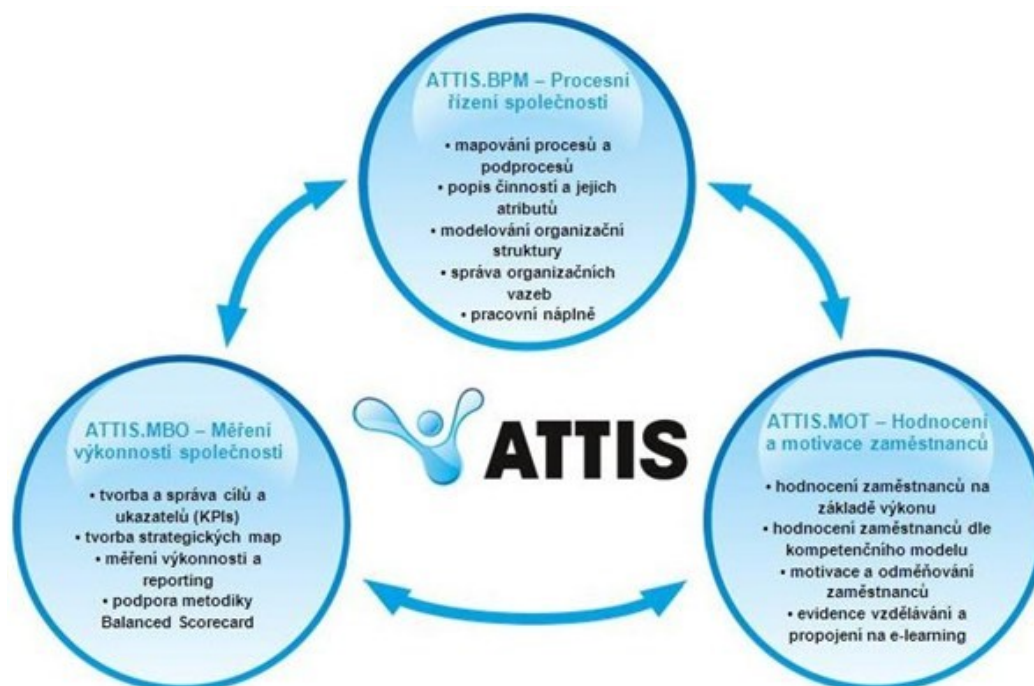 ATTIS.BPM – Procesní
řízení společnosti
• mapování procesů a
podprocesů
• popis činností a jejich
atributů
• modelování organizační
struktury
• správa organizačních
vazeb
• pracovní náplně
ATTIS.MBO – Měření
výkonnosti společnosti
• tvorba a správa cílů a
ukazatelů (KPIs)
• tvorba strategických map
• měření výkonnosti a
reporting
• podpora metodiky
Balanced Scorecard
ATTIS
ATTIS.MOT – Hodnocení
a motivace zaměstnanců
• hodnocení zaměstnanců na
základě výkonu
• hodnocení zaměstnanců dle
kompetenčního modelu
• motivace a odměňování
zaměstnanců
• evidence vzdělávání a
propojení na e-learning